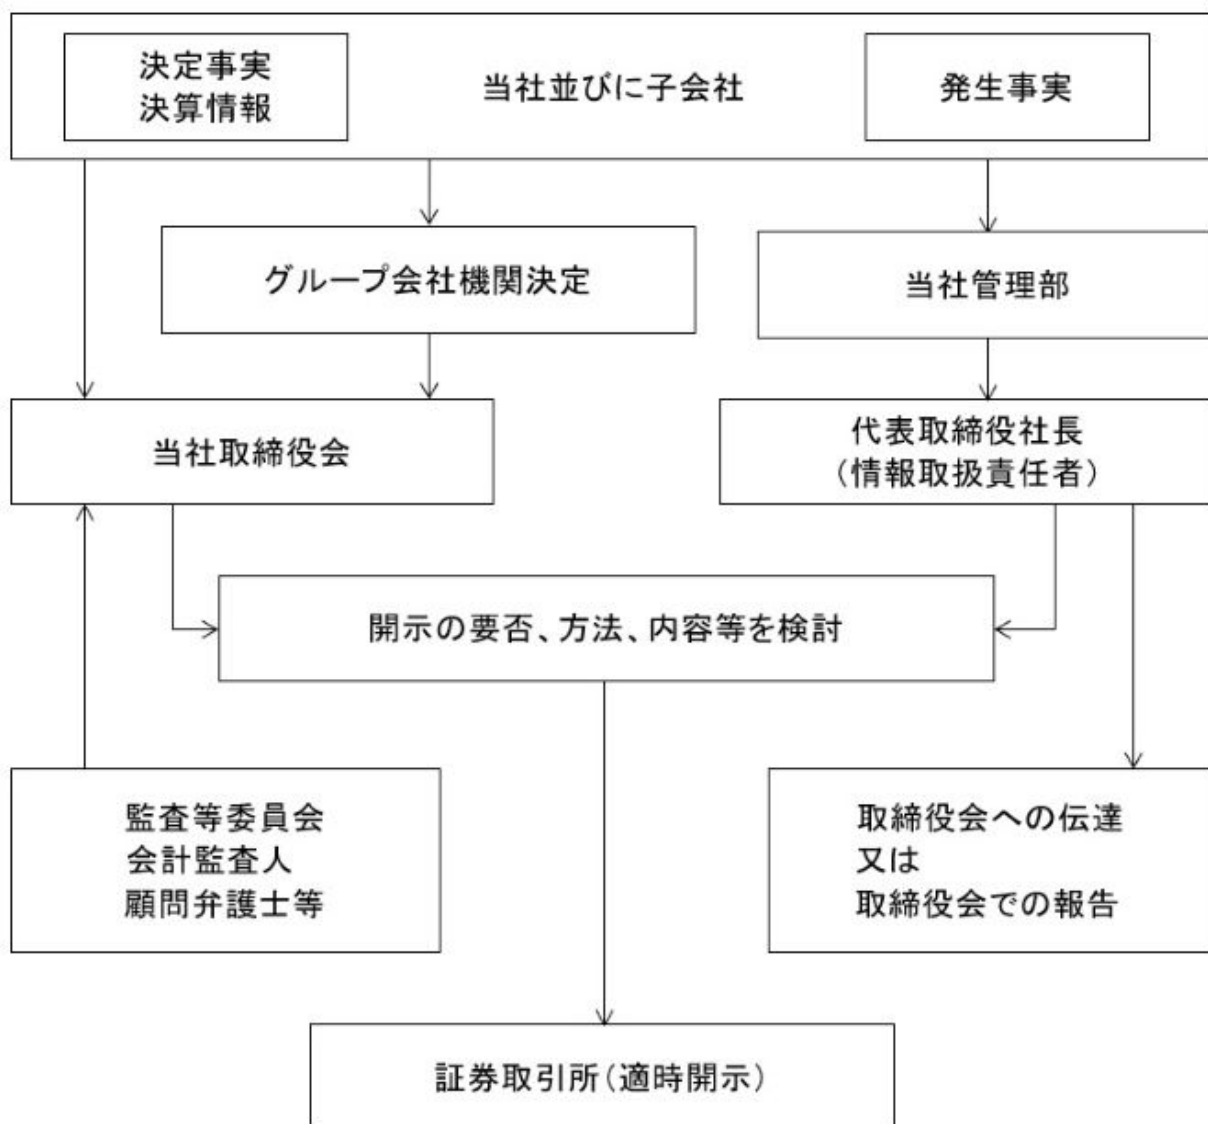 決定事実
決算情報
当社並びに子会社
発生事実
グループ会社機関決定
当社管理部
当社取締役会
代表取締役社長
（情報取扱責任者）
開示の要否、方法、内容等を検討
監査等委員会
会計監査人
顧問弁護士等
取締役会への伝達
又は
取締役会での報告
証券取引所（適時開示）